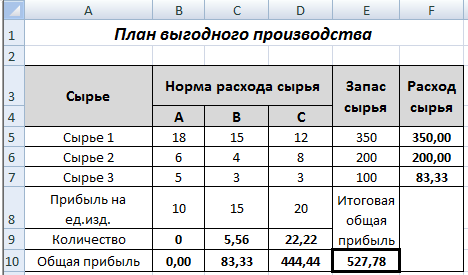 A B C D E F
1 План выгодного производства
2
3 Сырье Норма расхода сырья Запас сырья Расход сырья
4 A B C
5 Сырье 1 18 15 12 350 350,00
6 Сырье 2 6 4 8 200 200,00
7 Сырье 3 5 3 3 100 83,33
8 Прибыль на ед.изд. 10 15 20 Итоговая общая прибыль
9 Количество 0 5,56 22,22
10 Общая прибыль 0,00 83,33 444,44 527,78